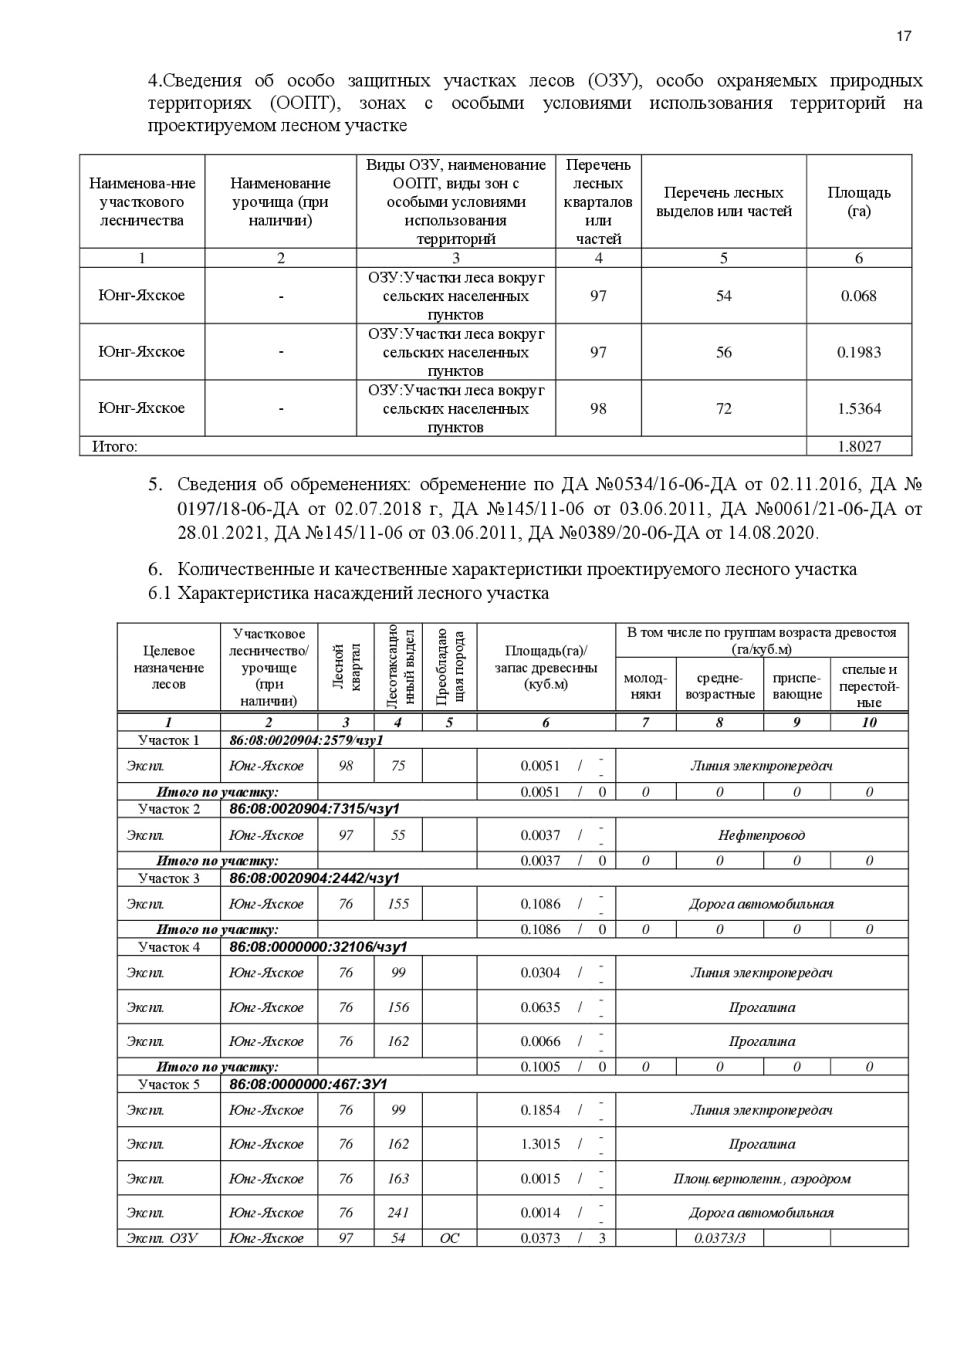 17
4.Сведения об особо защитных участках лесов (ОЗУ), особо охраняемых природных
территориях (ООПТ), зонах с особыми условиями использования территорий на
проектируемом лесном участке
Наименова-ние участкового лесничества | Наименование урочища (при наличии) | Виды ОЗУ, наименование ООПТ, виды зон с особыми условиями использования территорий | Перечень лесных кварталов или частей | Перечень лесных выделов или частей | Площадь (га)
1 | 2 | 3 | 4 | 5 | 6
Юнг-Яхское | - | ОЗУ:Участки леса вокруг сельских населенных пунктов | 97 | 54 | 0.068
Юнг-Яхское | - | ОЗУ:Участки леса вокруг сельских населенных пунктов | 97 | 56 | 0.1983
Юнг-Яхское | - | ОЗУ:Участки леса вокруг сельских населенных пунктов | 98 | 72 | 1.5364
Итого: | 1.8027
5. Сведения об обременениях: обременение по ДА №0534/16-06-ДА от 02.11.2016, ДА №
0197/18-06-ДА от 02.07.2018 г, ДА №145/11-06 от 03.06.2011, ДА №0061/21-06-ДА от
28.01.2021, ДА №145/11-06 от 03.06.2011, ДА №0389/20-06-ДА от 14.08.2020.
6. Количественные и качественные характеристики проектируемого лесного участка
6.1 Характеристика насаждений лесного участка
Целевое назначение лесов | Участковое лесничество/ урочище (при наличии) | Лесной квартал | Лесотаксацио нный выдел | Преобладаю щая порода | Площадь(га)/ запас древесины (куб.м) | В том числе по группам возраста древостоя (га/куб.м)
молод- няки | средне- возрастные | приспе- вающие | спелые и перестой- ные
1 | 2 | 3 | 4 | 5 | 6 | 7 | 8 | 9 | 10
Участок 1 | 86:08:0020904:2579/чзу1
Экспл. | Юнг-Яхское | 98 | 75 | 0.0051 / - - | Линия электропередач
Итого по участку: | 0.0051 / 0 | 0 | 0 | 0 | 0
Участок 2 | 86:08:0020904:7315/чзу1
Экспл. | Юнг-Яхское | 97 | 55 | 0.0037 / - - | Нефтепровод
Итого по участку: | 0.0037 / 0 | 0 | 0 | 0 | 0
Участок 3 | 86:08:0020904:2442/чзу1
Экспл. | Юнг-Яхское | 76 | 155 | 0.1086 / - - | Дорога автомобильная
Итого по участку: | 0.1086 / 0 | 0 | 0 | 0 | 0
Участок 4 | 86:08:0000000:32106/чзу1
Экспл. | Юнг-Яхское | 76 | 99 | 0.0304 / - - | Линия электропередач
Экспл. | Юнг-Яхское | 76 | 156 | 0.0635 / - - | Прогалина
Экспл. | Юнг-Яхское | 76 | 162 | 0.0066 / - - | Прогалина
Итого по участку: | 0.1005 / 0 | 0 | 0 | 0 | 0
Участок 5 | 86:08:0000000:467:ЗУ1
Экспл. | Юнг-Яхское | 76 | 99 | 0.1854 / - - | Линия электропередач
Экспл. | Юнг-Яхское | 76 | 162 | 1.3015 / - - | Прогалина
Экспл. | Юнг-Яхское | 76 | 163 | 0.0015 / - - | Площ.вертолетн., аэродром
Экспл. | Юнг-Яхское | 76 | 241 | 0.0014 / - - | Дорога автомобильная
Экспл. ОЗУ | Юнг-Яхское | 97 | 54 | ОС | 0.0373 / 3 | 0.0373/3